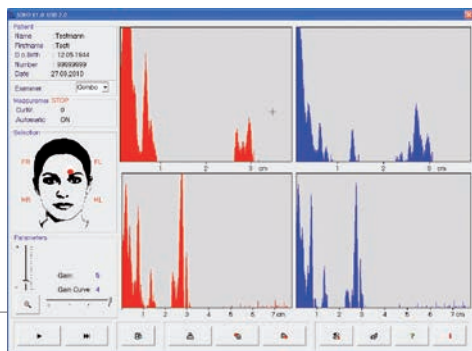 Patient
Name : Testmann
Firstname : Testi
D.o.Birth : 12.05.1944
Number : 99099099
Date 27.09.2010
Examiner Combo
Measurement STOP
CurNr. 0
Automatic ON
Selection
FR FL
MR ML
Parameters
Gain 5
Gain Curve 4
1 2 3 cm
1 2 3 cm
1 2 3 4 5 6 7 cm
1 2 3 4 5 6 7 cm